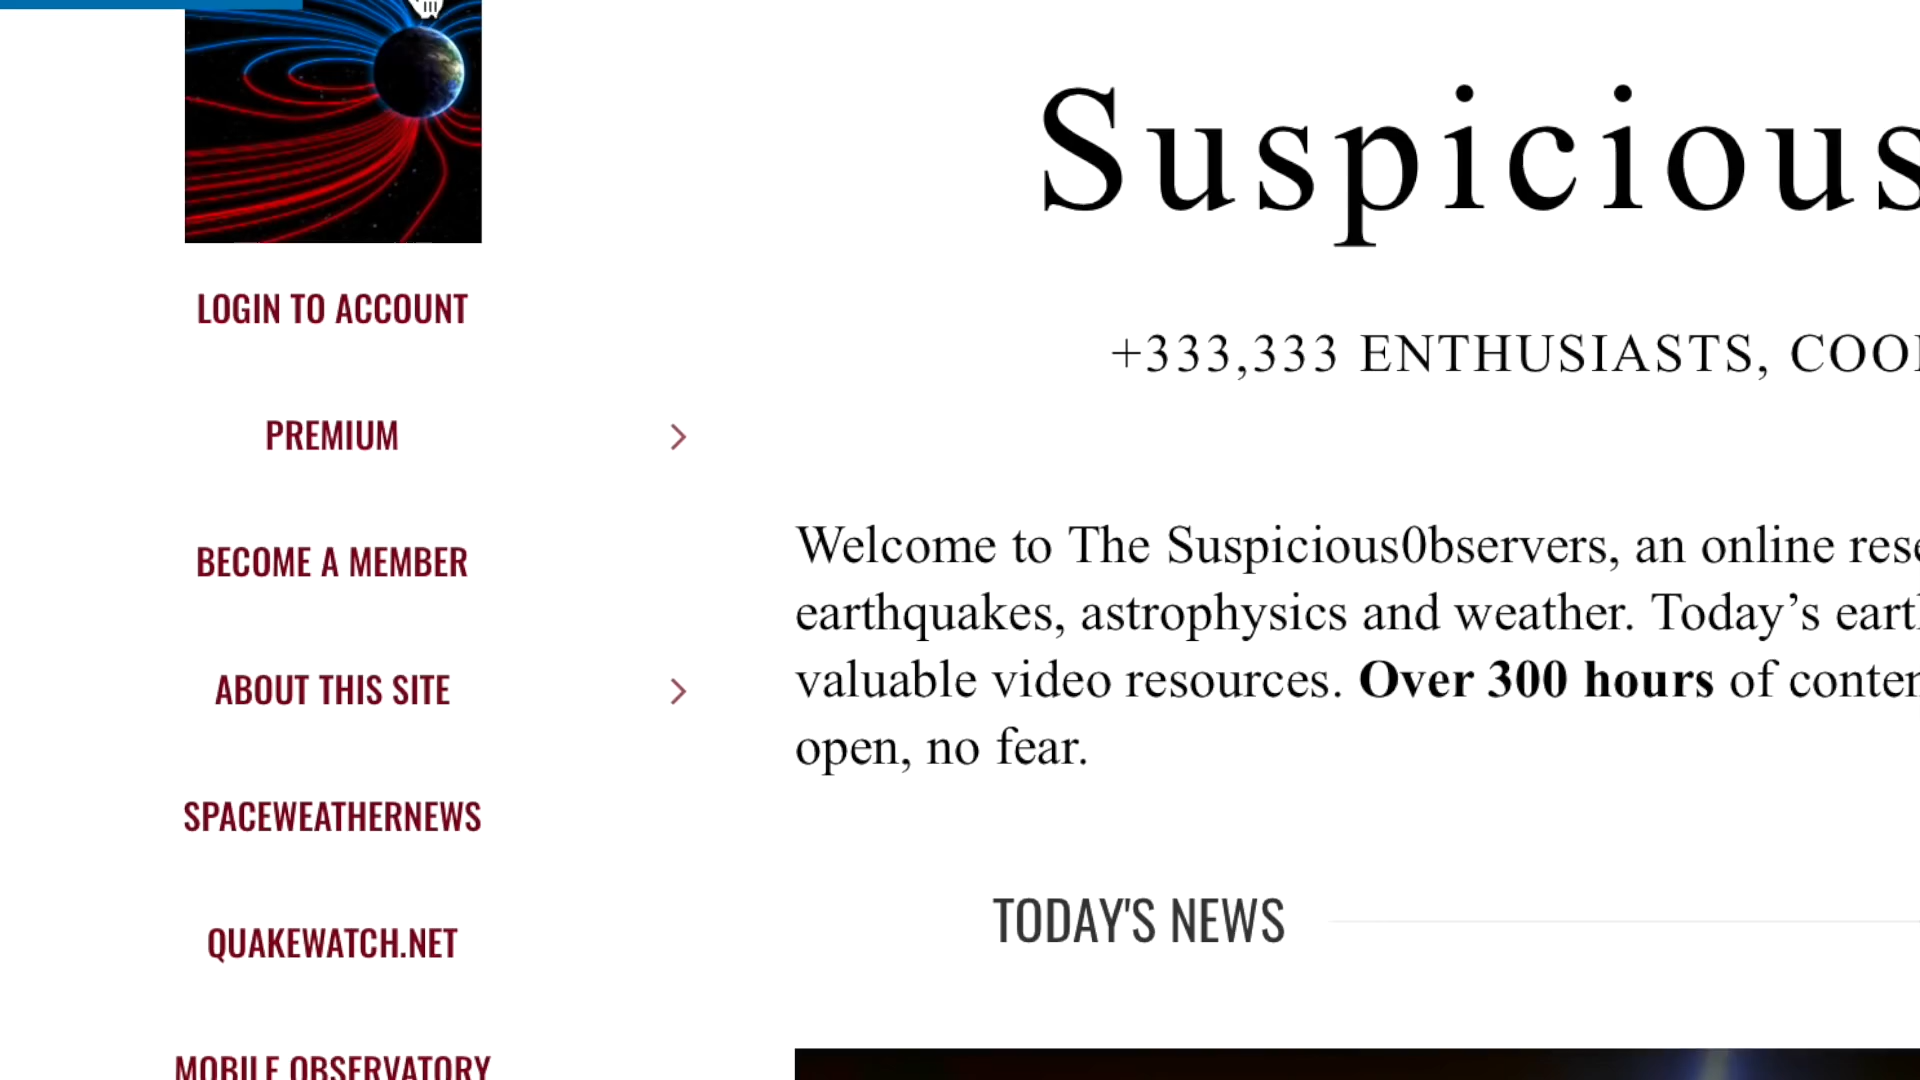 Suspicious
+333,333 ENTHUSIASTS,
LOGIN TO ACCOUNT
PREMIUM
BECOME A MEMBER
ABOUT THIS SITE
SPACEWEATHERNEWS
QUAKEWATCH.NET
MOBILE OBSERVATORY
Welcome to The Suspicious0bservers, an online
earthquakes, astrophysics and weather. Today’s
valuable video resources. Over 300 hours of
open, no fear.
TODAY'S NEWS